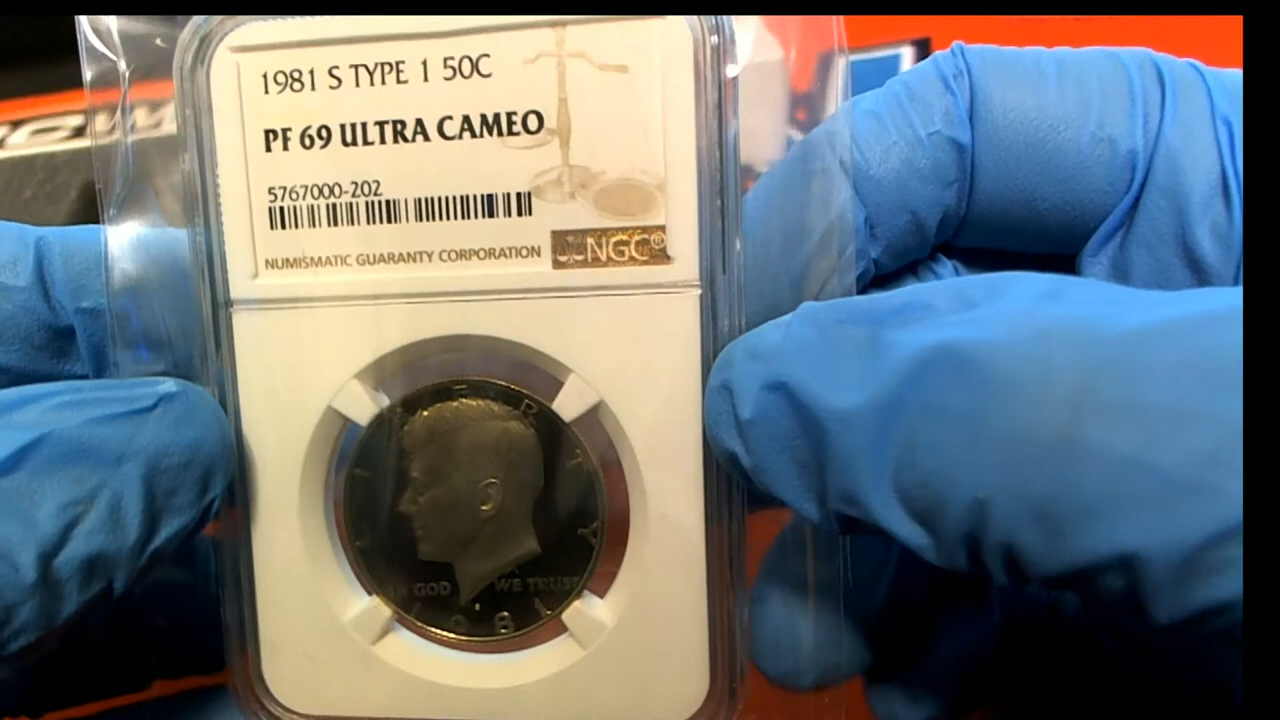 1981 S TYPE 1 50C
PF 69 ULTRA CAMEO
5767000-202
NUMISMATIC GUARANTY CORPORATION
NGC®
GOD WE TRUST